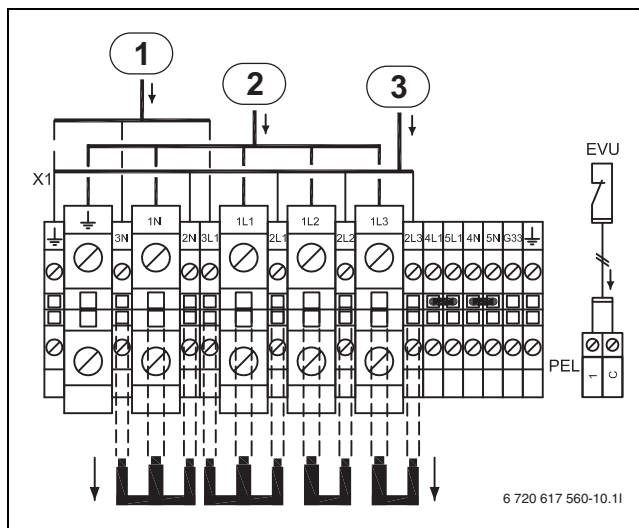 1
2
3
EVU
X1
3N 1N 2N 3L1 1L1 2L1 1L2 2L2 1L3 2L3 4L1 5L1 4N 5N G33
PEL 1 C
6 720 617 560-10.1I